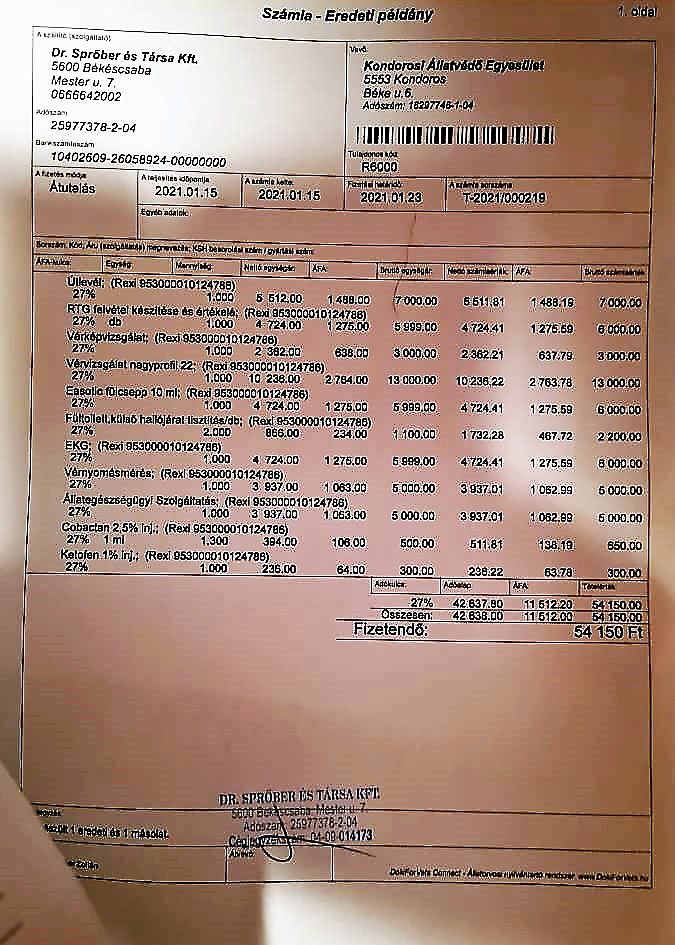 Számla - Eredeti példány
1. oldal
A szállító (szolgáltató)
Dr. Spróber és Társa Kft.
5600 Békéscsaba
Mester u. 7.
0666642002
Adószám
25977378-2-04
Bankszámlaszám
10402609-26058924-00000000
Vevő:
Kondorosi Állatvédő Egyesület
5553 Kondoros
Béke u.6.
Adószám: 18297746-1-04
Tulajdonos kód:
R6000
A fizetés módja
Átutalás
A teljesítés időpontja
2021.01.15
A számla kelte:
2021.01.15
Fizetési határidő:
2021.01.23
A számla sorszáma
T-2021/000219
Egyéb adatok:
Sorszám; Kód; Áru (szolgáltatás) megnevezés; KSH besorolási szám / gyártási szám
ÁFA-kulcs: Egység: Mennyiség: Nettó egységár: ÁFA: Bruttó egységár: Nettó számlaérték: ÁFA: Bruttó számlaérték
Újlevél; (Rexi 953000010124786)
27% 1.000 5 512.00 1 488.00 7 000.00 5 511.81 1 488.19 7 000.00
RTG felvétel készítése és értékelé; (Rexi 953000010124786)
27% db 1.000 4 724.00 1 275.00 5 999.00 4 724.41 1 275.59 6 000.00
Vérképvizsgálat; (Rexi 953000010124786)
27% 1.000 2 362.00 638.00 3 000.00 2 362.21 637.79 3 000.00
Vérvizsgálat nagyprofil 22; (Rexi 953000010124786)
27% 1.000 10 236.00 2 764.00 13 000.00 10 236.22 2 763.78 13 000.00
Easotic fülcsepp 10 ml; (Rexi 953000010124786)
27% 1.000 4 724.00 1 275.00 5 999.00 4 724.41 1 275.59 6 000.00
Fültoilett,külső hallójárat tisztítás/db; (Rexi 953000010124786)
27% 2.000 866.00 234.00 1 100.00 1 732.28 467.72 2 200.00
EKG; (Rexi 953000010124786)
27% 1.000 4 724.00 1 275.00 5 999.00 4 724.41 1 275.59 6 000.00
Vérnyomésmérés; (Rexi 953000010124786)
27% 1.000 3 937.00 1 063.00 5 000.00 3 937.01 1 062.99 5 000.00
Állategészségügyi Szolgáltatás; (Rexi 953000010124786)
27% 1.000 3 937.00 1 063.00 5 000.00 3 937.01 1 062.99 5 000.00
Cobactan 2,5% inj.; (Rexi 953000010124786)
27% 1 ml 1.300 394.00 106.00 500.00 511.81 138.19 650.00
Ketofen 1% inj.; (Rexi 953000010124786)
27% 1.000 236.00 64.00 300.00 236.22 63.78 300.00
Adókulcs: Adóalap ÁFA: Tételérték
27% 42 637.80 11 512.20 54 150.00
Összesen: 42 638.00 11 512.00 54 150.00
Fizetendő: 54 150 Ft
DR. SPRŐBER ÉS TÁRSA KFT.
5600 Békéscsaba, Mester u. 7.
Adószám: 25977378-2-04
Cégjegyzékszám: 04-09-014173
készült 1 eredeti és 1 másolat.
Átvevő:
Zoltán
DokiForVets Connect - Állatorvosi nyilvántartó rendszer, www.DokiForVets.hu